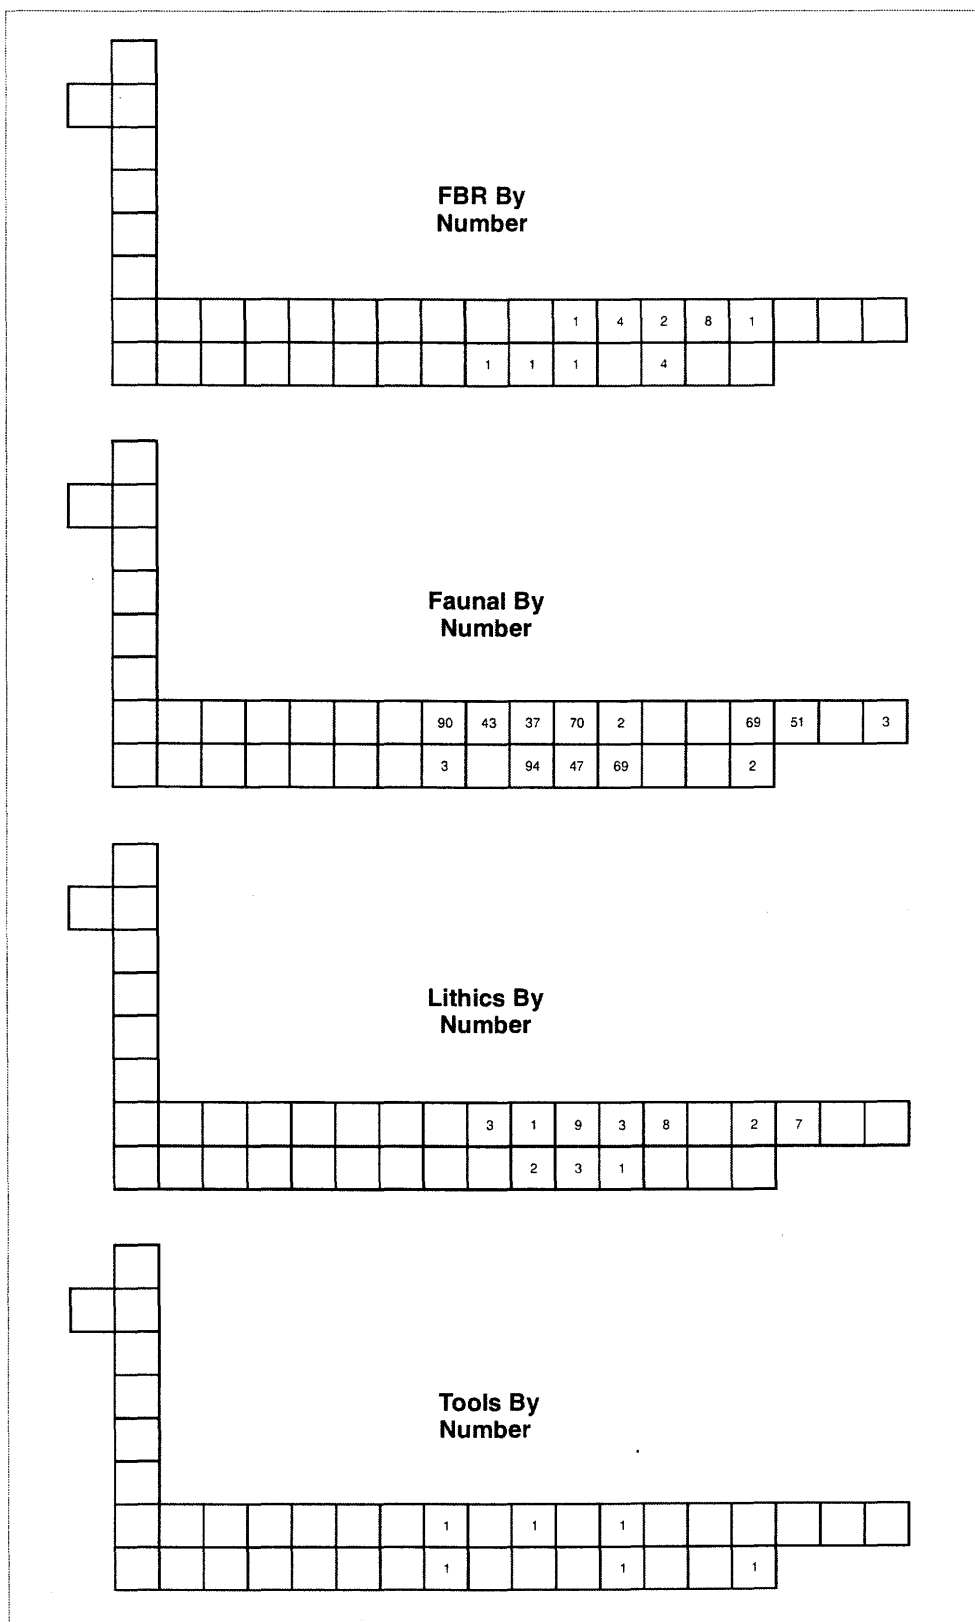 FBR By
Number
1 4 2 8 1
1 1 1 4
Faunal By
Number
90 43 37 70 2 69 51 3
3 94 47 69 2
Lithics By
Number
3 1 9 3 8 2 7
2 3 1
Tools By
Number
1 1 1
1 1 1